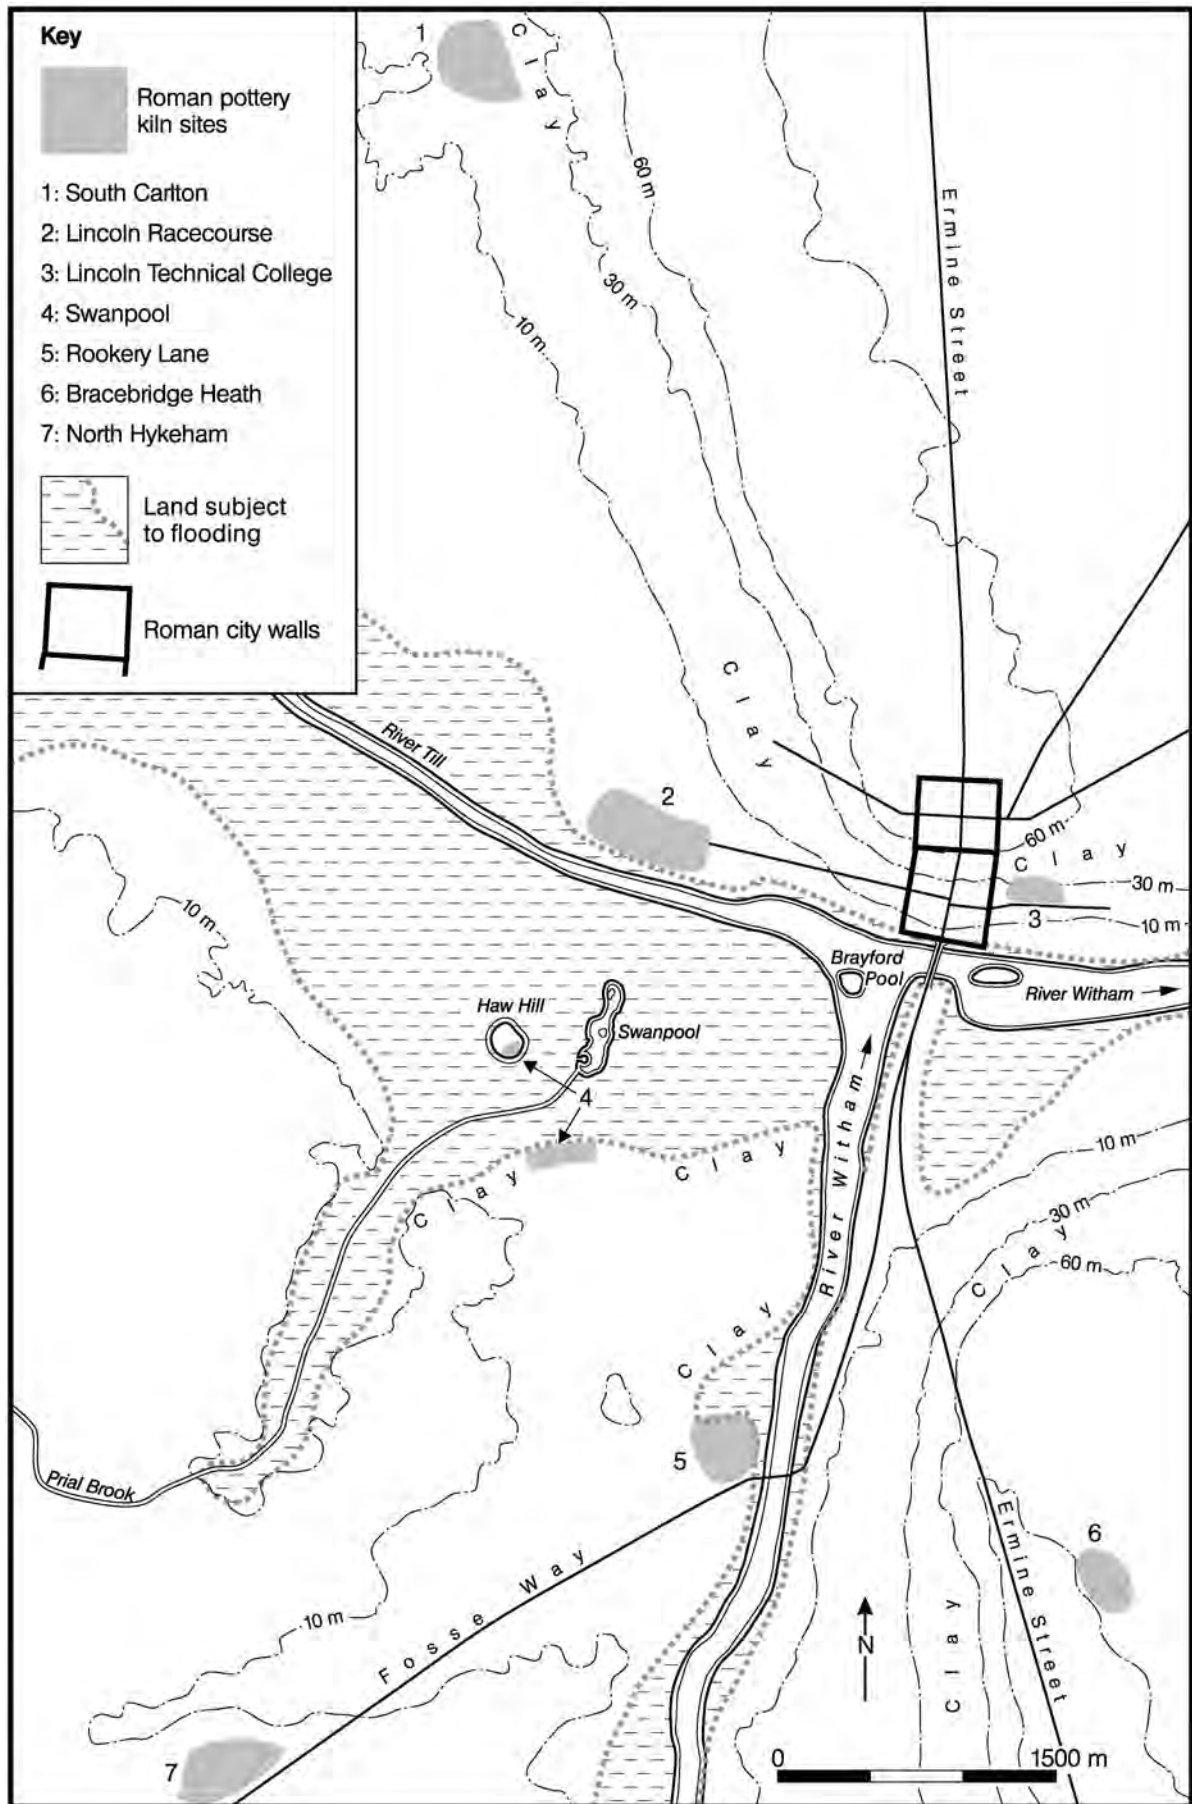 Key
Roman pottery
kiln sites
1: South Carlton
2: Lincoln Racecourse
3: Lincoln Technical College
4: Swanpool
5: Rookery Lane
6: Bracebridge Heath
7: North Hykeham
Land subject
to flooding
Roman city walls
1
Clay
60 m
30 m
10 m
Ermine Street
Clay
River Till
2
60 m
Clay
30 m
3
10 m
10 m
Brayford
Pool
River Witham
Haw Hill
Swanpool
4
Clay
Clay
River Witham
10 m
30 m
Clay
60 m
Clay
5
Prial Brook
Fosse Way
10 m
Ermine Street
6
Clay
N
7
0
1500 m